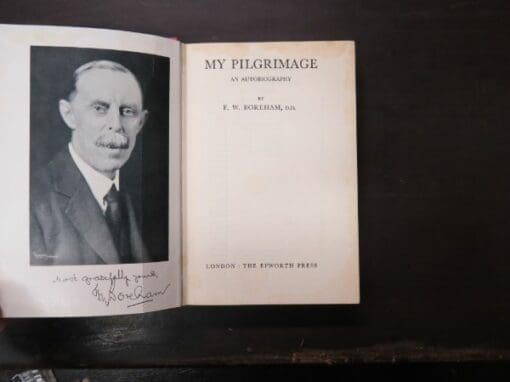 most gratefully yours,
F.W. Boreham
MY PILGRIMAGE
AN AUTOBIOGRAPHY
BY
F. W. BOREHAM, D.D.
LONDON : THE EPWORTH PRESS